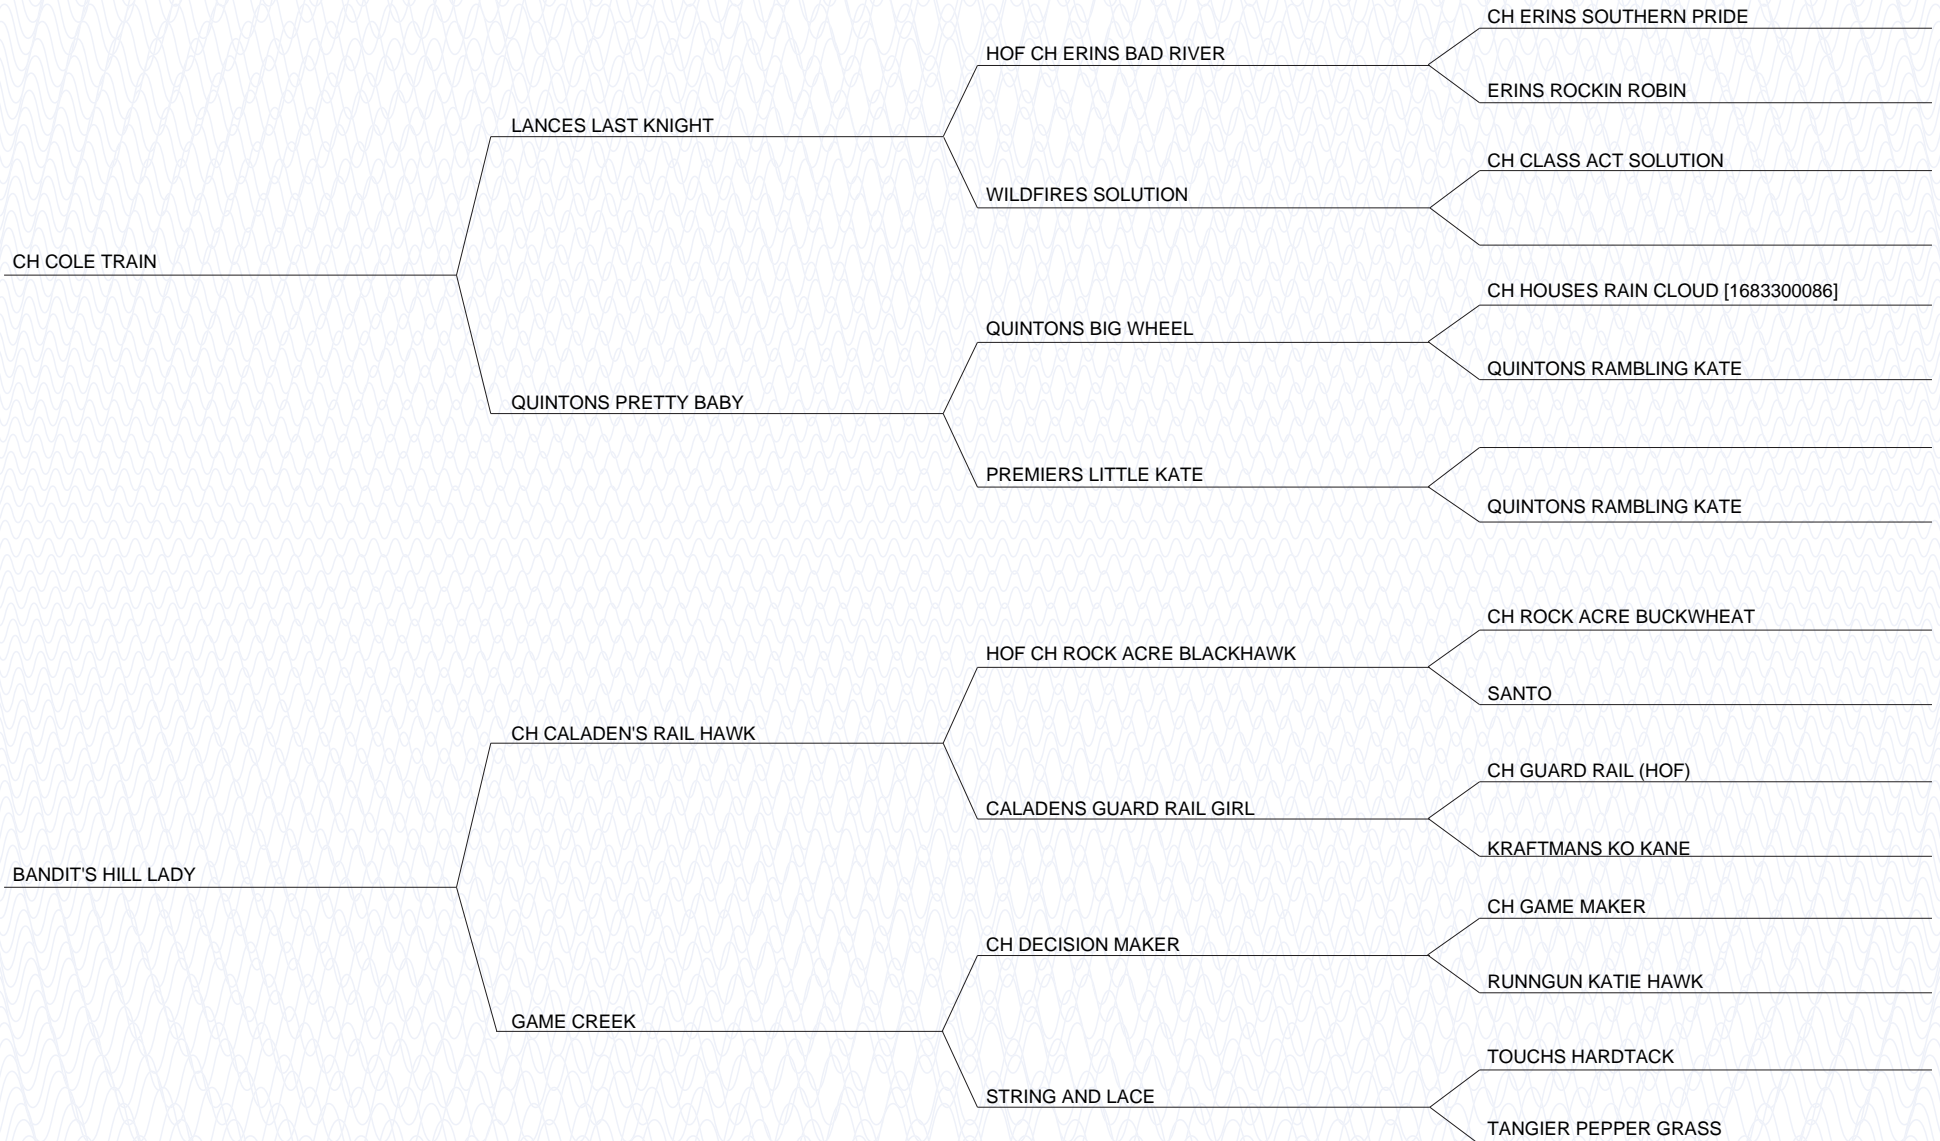 CH ERINS SOUTHERN PRIDE
HOF CH ERINS BAD RIVER
ERINS ROCKIN ROBIN
LANCES LAST KNIGHT
CH CLASS ACT SOLUTION
WILDFIRES SOLUTION
CH COLE TRAIN
CH HOUSES RAIN CLOUD [1683300086]
QUINTONS BIG WHEEL
QUINTONS RAMBLING KATE
QUINTONS PRETTY BABY
PREMIERS LITTLE KATE
QUINTONS RAMBLING KATE
CH ROCK ACRE BUCKWHEAT
HOF CH ROCK ACRE BLACKHAWK
SANTO
CH CALADEN'S RAIL HAWK
CH GUARD RAIL (HOF)
CALADENS GUARD RAIL GIRL
KRAFTMANS KO KANE
BANDIT'S HILL LADY
CH GAME MAKER
CH DECISION MAKER
RUNNGUN KATIE HAWK
GAME CREEK
TOUCHS HARDTACK
STRING AND LACE
TANGIER PEPPER GRASS